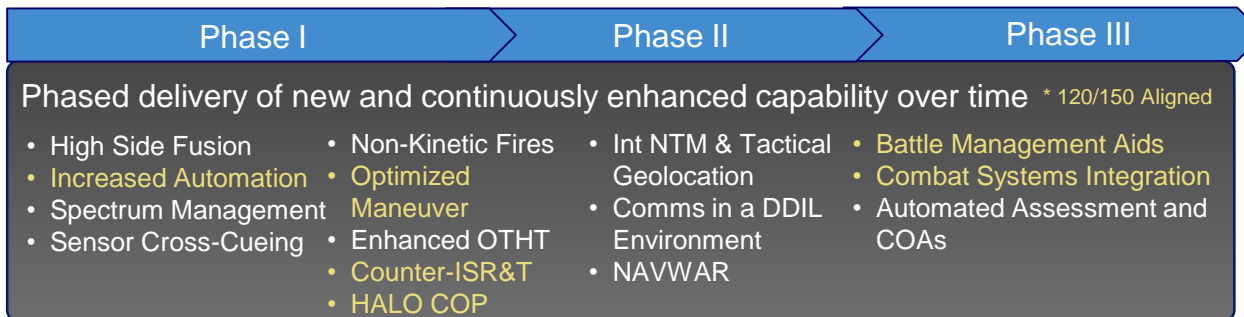 Phase I
Phase II
Phase III
Phased delivery of new and continuously enhanced capability over time * 120/150 Aligned
• High Side Fusion
• Increased Automation
• Spectrum Management
• Sensor Cross-Cueing
• Non-Kinetic Fires
• Optimized
Maneuver
• Enhanced OTHT
• Counter-ISR&T
• HALO COP
• Int NTM & Tactical
Geolocation
• Comms in a DDIL
Environment
• NAVWAR
• Battle Management Aids
• Combat Systems Integration
• Automated Assessment and
COAs